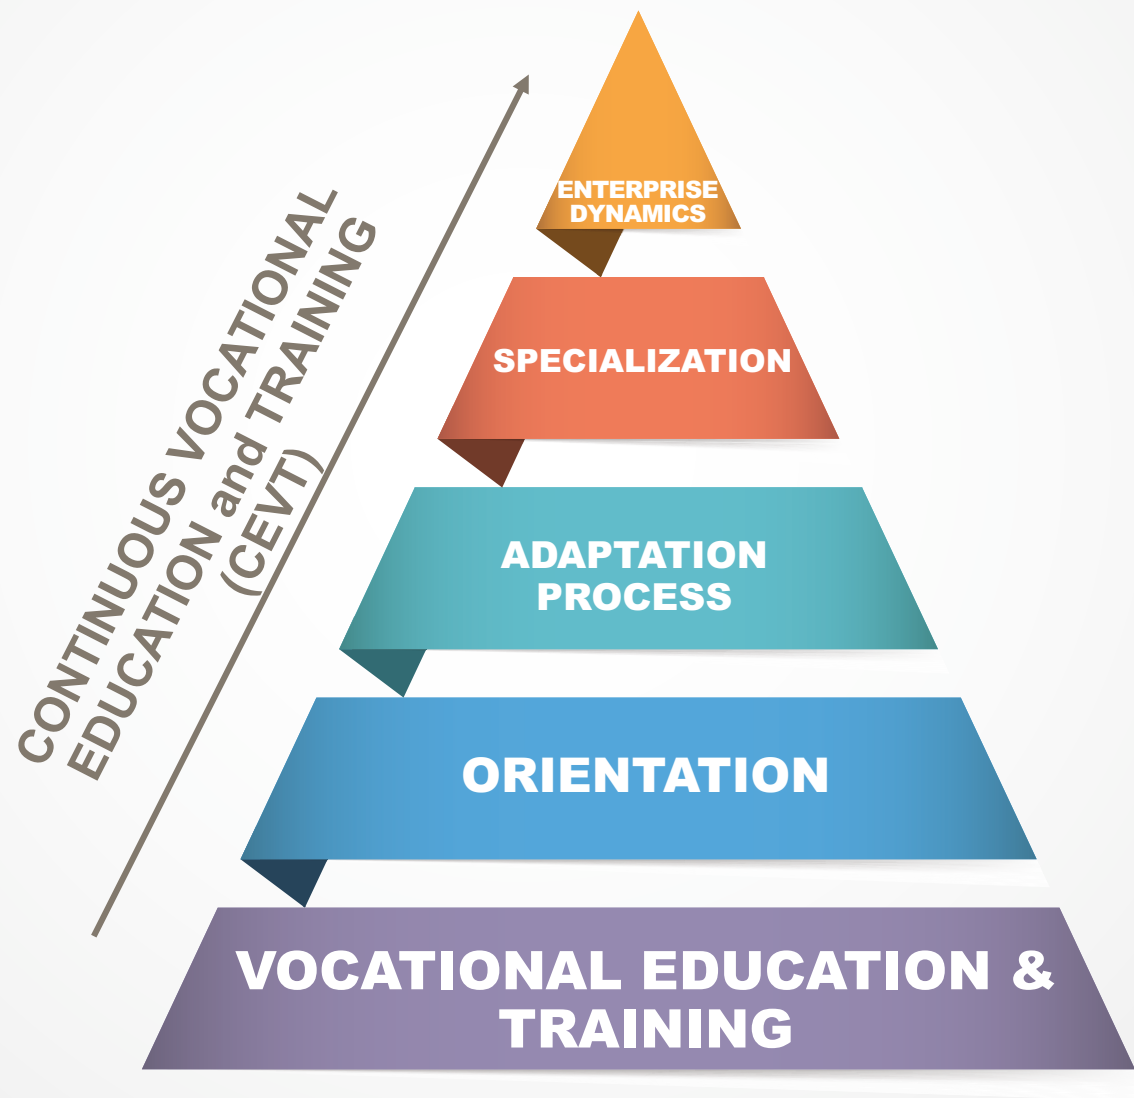 CONTINUOUS VOCATIONAL
EDUCATION and TRAINING
(CEVT)
ENTERPRISE
DYNAMICS
SPECIALIZATION
ADAPTATION
PROCESS
ORIENTATION
VOCATIONAL EDUCATION &
TRAINING